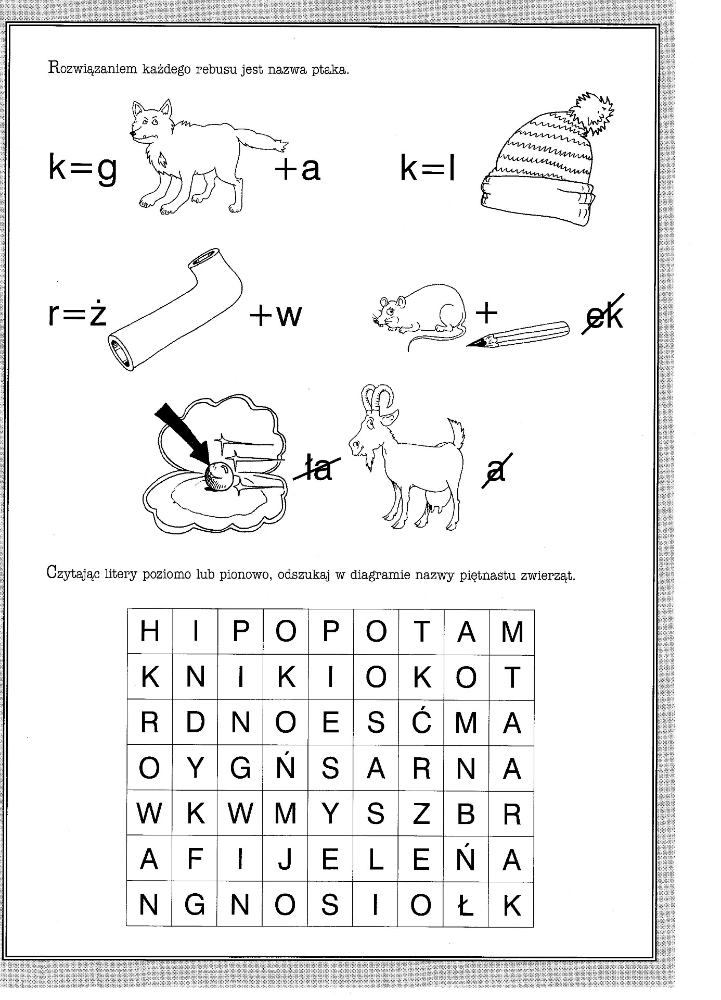 Rozwiązaniem każdego rebusu jest nazwa ptaka.
k=g +a k=l
r=ż +w + ek
ła a
Czytając litery poziomo lub pionowo, odszukaj w diagramie nazwy piętnastu zwierząt.
H I P O P O T A M
K N I K I O K O T
R D N O E S Ć M A
O Y G Ń S A R N A
W K W M Y S Z B R
A F I J E L E Ń A
N G N O S I O Ł K